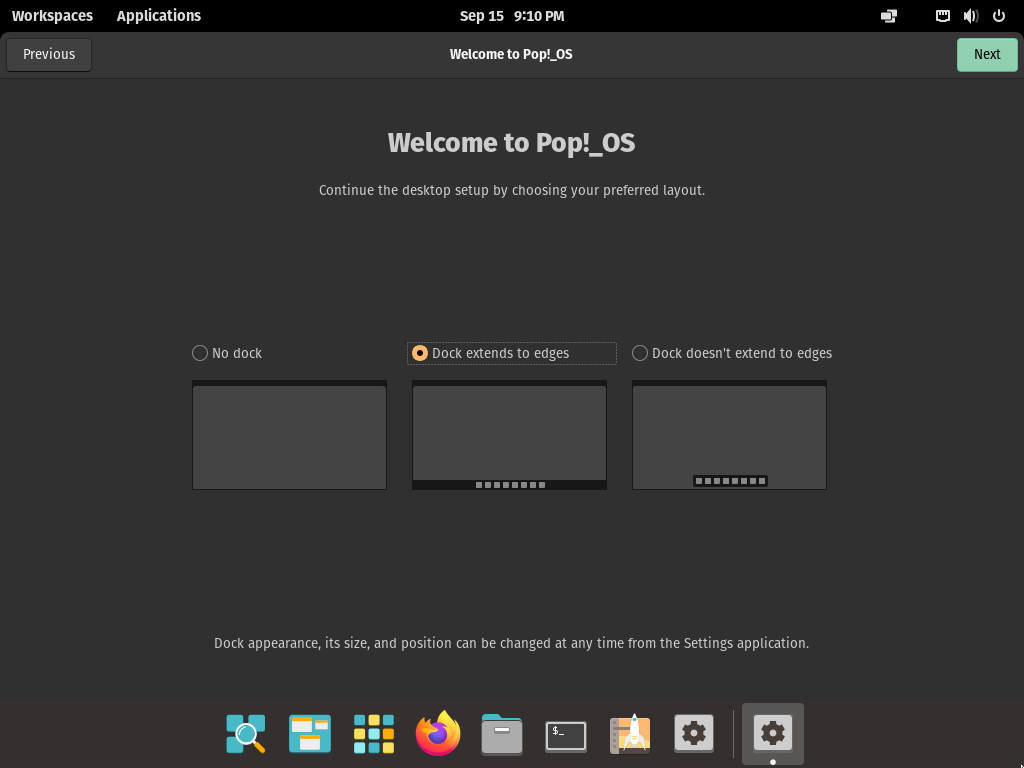 Workspaces Applications Sep 15 9:10 PM
Previous Welcome to Pop!_OS Next
Welcome to Pop!_OS
Continue the desktop setup by choosing your preferred layout.
No dock Dock extends to edges Dock doesn't extend to edges
Dock appearance, its size, and position can be changed at any time from the Settings application.
$_